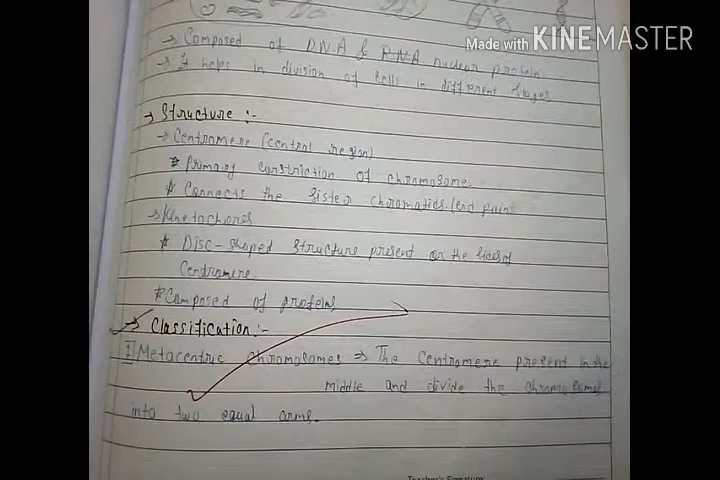 Made with KINEMASTER
→ Composed of D.N.A & R.N.A nuclear protein.
→ It helps in division of cells in different stages
→ Structure :-
→ Centromere (central region)
* Primary constriction of chromosome.
* Connects the sister chromatids /
→ Kinetochores
* Disc-shaped structure present on the sides of
Centromere.
* Composed of proteins
→ Classification :-
1 Metacentric chromosomes ⇒ The Centromere present in the
middle and divide the chromosomes
into two equal arms.
Teacher's Signature